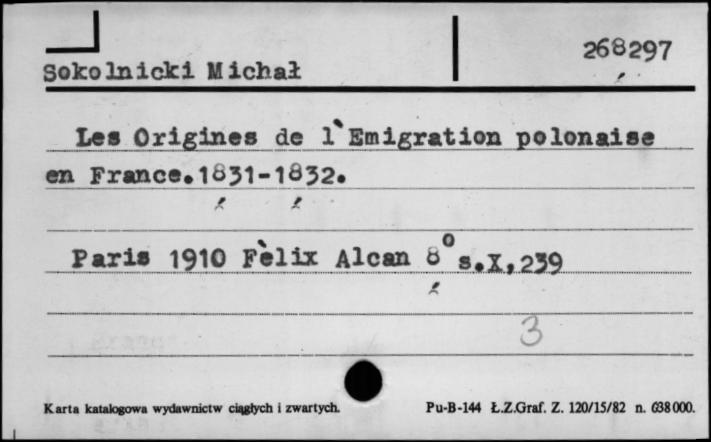 268297
Sokolnicki Michał
Les Origines de l`Emigration polonaise
en France.1831-1832.
Paris 1910 Fèlix Alcan 8° s.X,239
3
Karta katalogowa wydawnictw ciągłych i zwartych. Pu-B-144 Ł.Z.Graf. Z. 120/15/82 n. 638000.